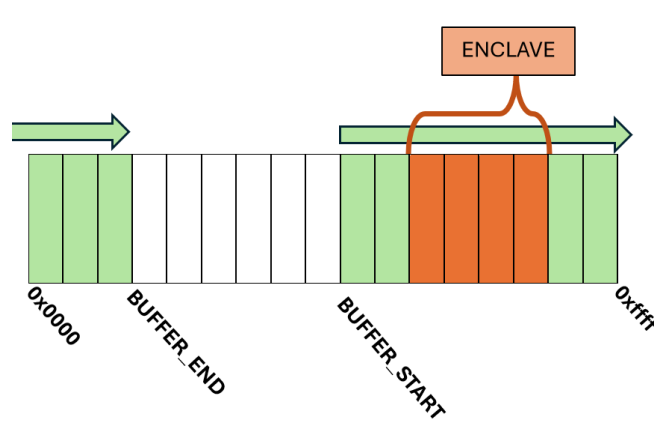 ENCLAVE
0x0000
BUFFER_END
BUFFER_START
0xffff